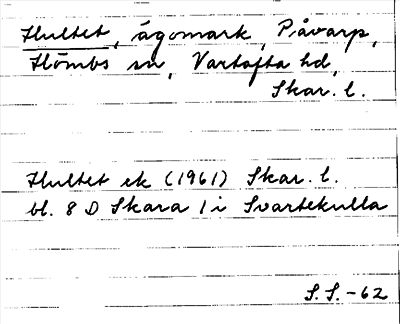 Hultet, ägomark, Påvarp,
Hömbs sn, Vartofta hd,
Skar. l.
Hultet ek (1961) Skar. l.
bl. 8 D Skara 1 i Svartekulla
S.S. -62